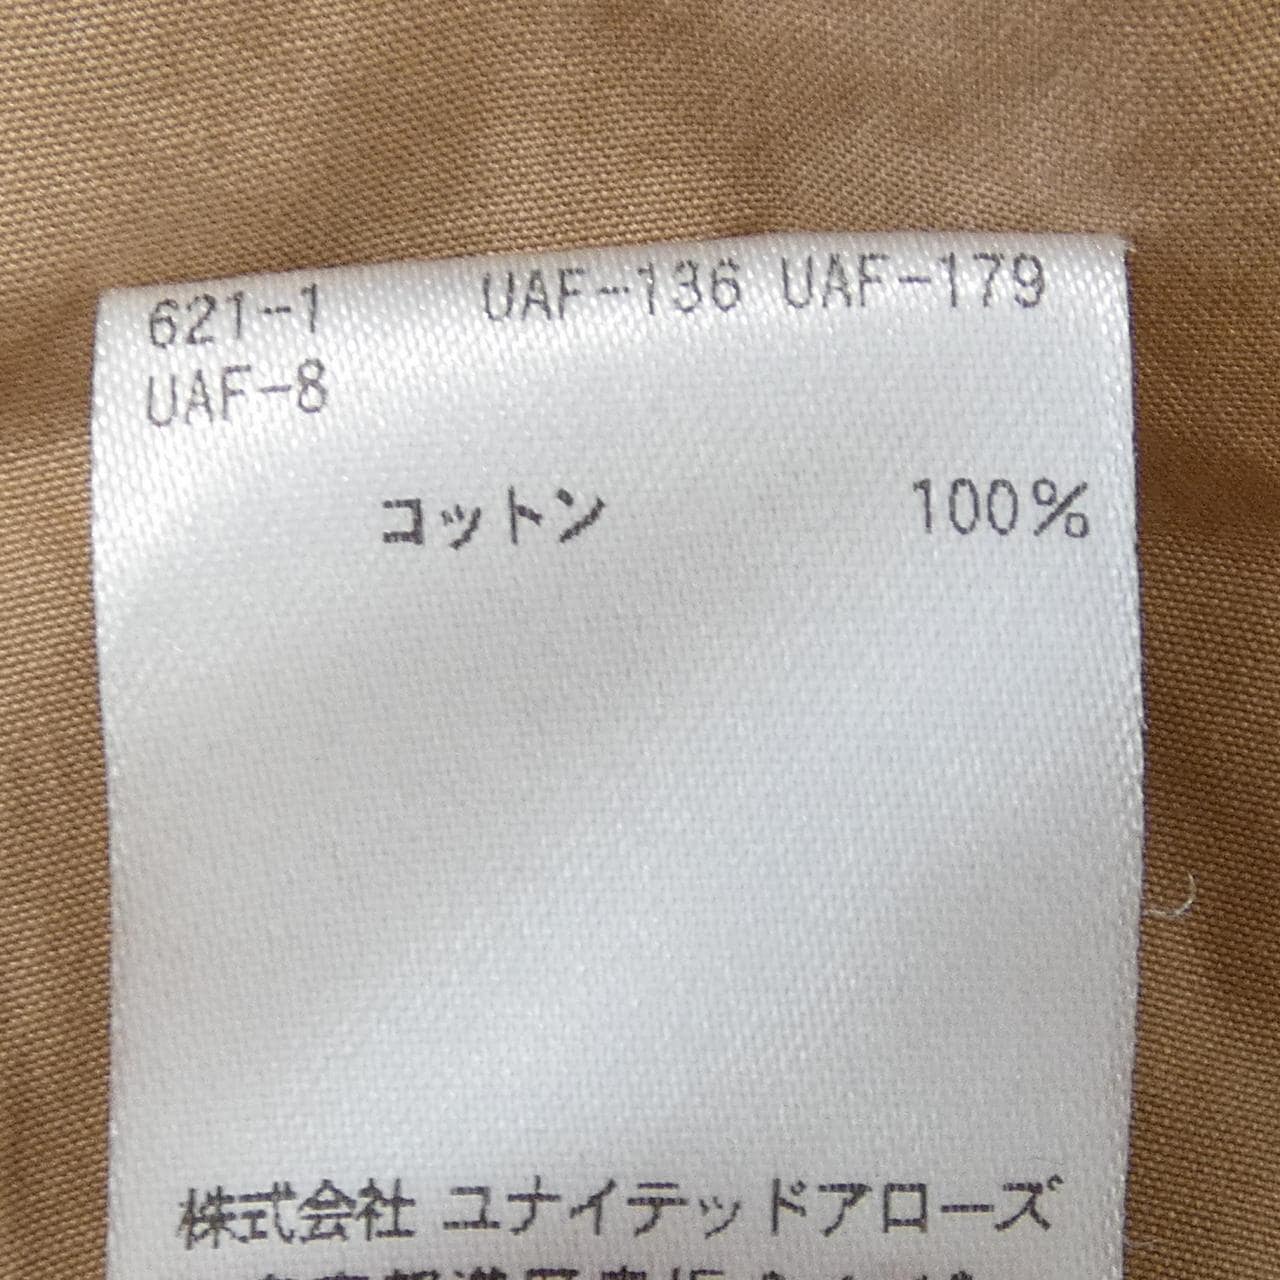 621-1 UAF-136 UAF-179
UAF-8
コットン 100%
株式会社 ユナイテッドアローズ